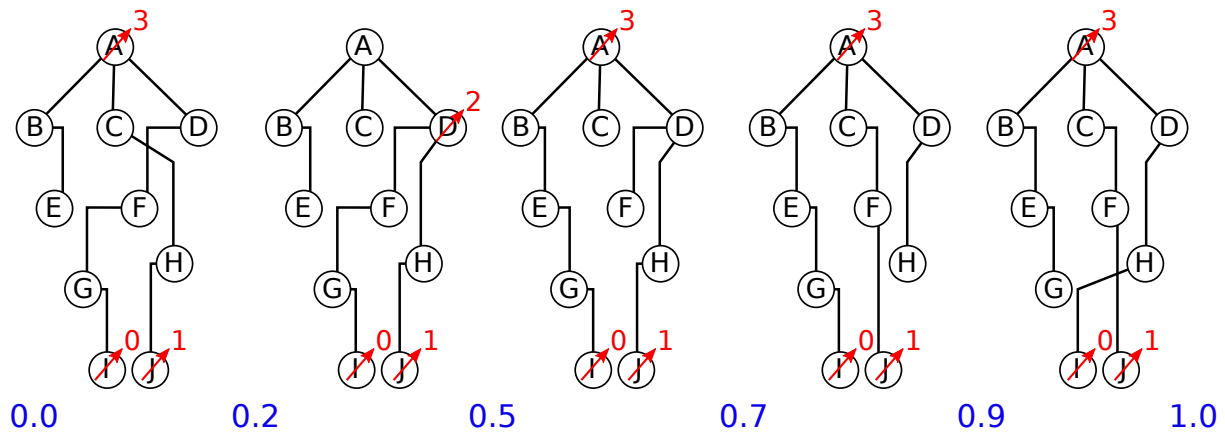 3 3 3 3
A A A A A
2
B C D B C D B C D B C D B C D
E F E F E F E F E F
H H H H H
G G G G G
0 1 0 1 0 1 0 1 0 1
I J I J I J I J I J
0.0 0.2 0.5 0.7 0.9 1.0